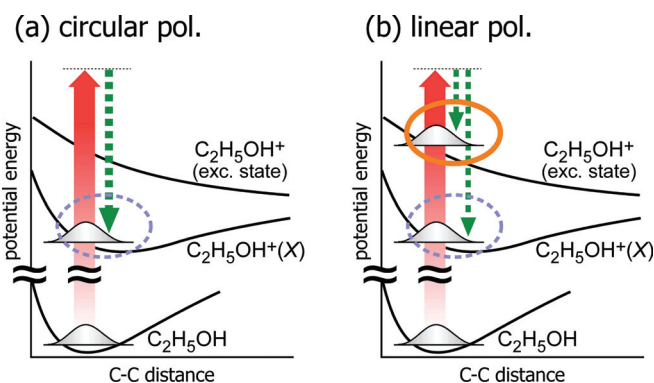 (a) circular pol.
potential energy
C₂H₅OH⁺
(exc. state)
C₂H₅OH⁺(X)
C₂H₅OH
C-C distance
(b) linear pol.
potential energy
C₂H₅OH⁺
(exc. state)
C₂H₅OH⁺(X)
C₂H₅OH
C-C distance